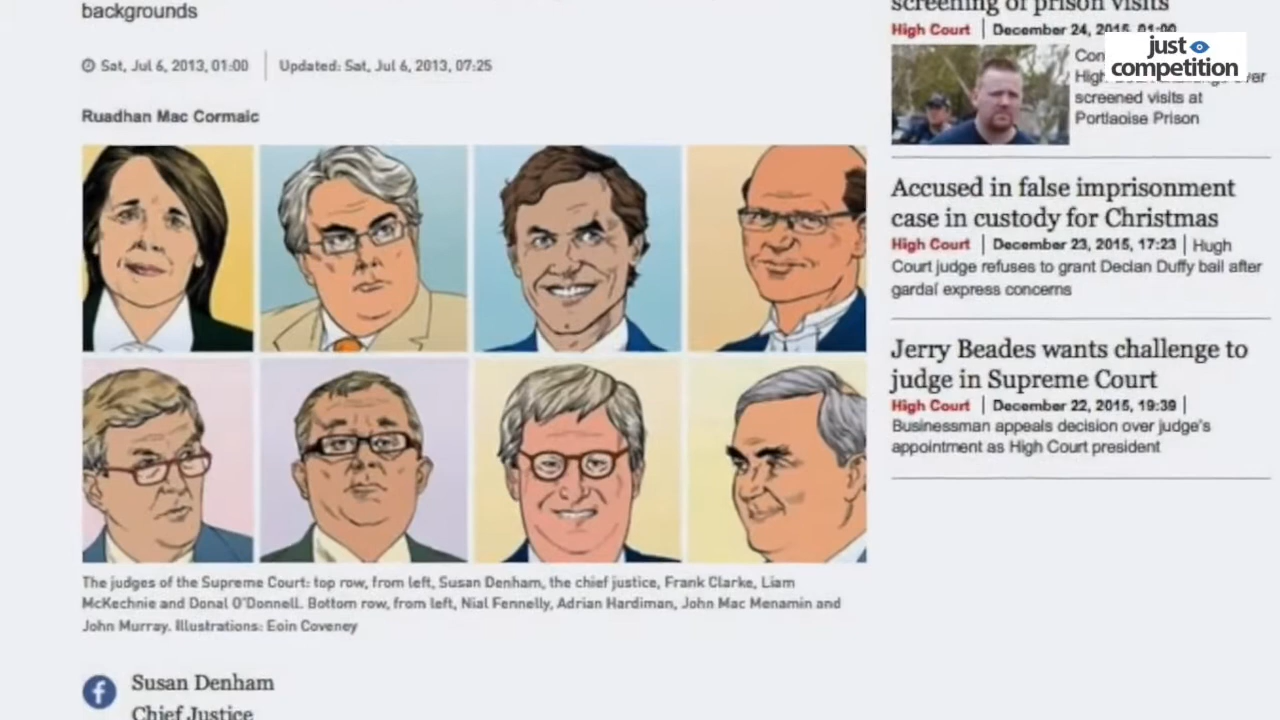 backgrounds
Sat, Jul 6, 2013, 01:00 Updated: Sat, Jul 6, 2013, 07:25
Ruadhan Mac Cormaic
The judges of the Supreme Court: top row, from left, Susan Denham, the chief justice, Frank Clarke, Liam
McKechnie and Donal O'Donnell. Bottom row, from left, Nial Fennelly, Adrian Hardiman, John Mac Menamin and
John Murray. Illustrations: Eoin Coveney
Susan Denham
Chief Justice
screening of prison visits
High Court | December 24, 2015, 01:00
just
competition
Con
High
screened visits at
Portlaoise Prison
Accused in false imprisonment
case in custody for Christmas
High Court | December 23, 2015, 17:23 | Hugh
Court judge refuses to grant Declan Duffy bail after
gardaí express concerns
Jerry Beades wants challenge to
judge in Supreme Court
High Court | December 22, 2015, 19:39 |
Businessman appeals decision over judge's
appointment as High Court president